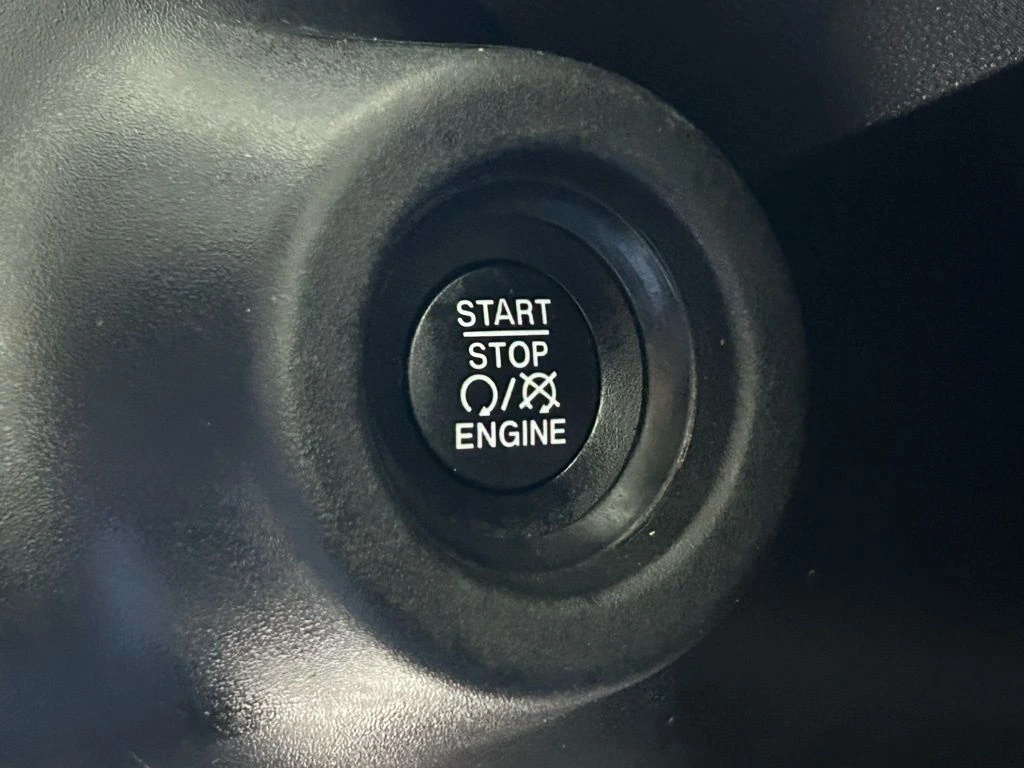 START
STOP
/
ENGINE